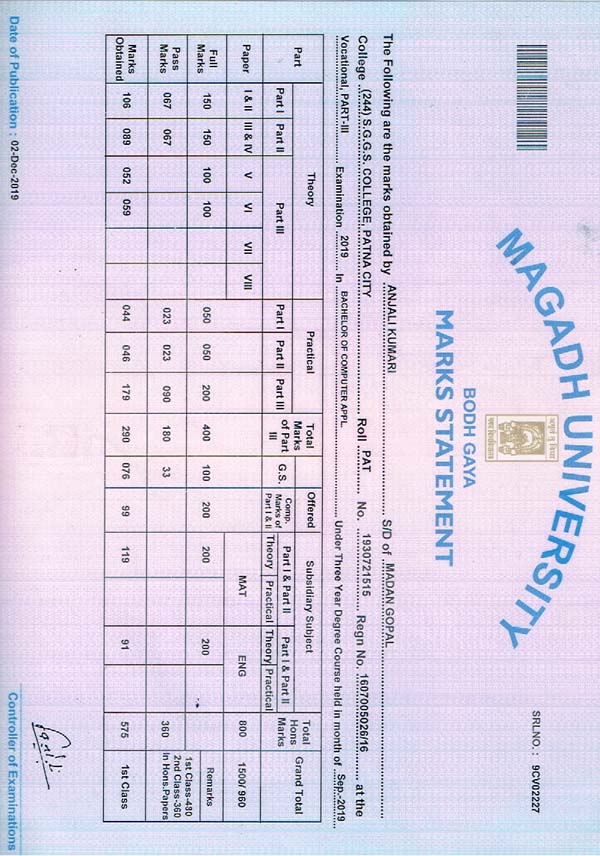 SRLNO. : 9CV02227
MAGADH UNIVERSITY
BODH GAYA
MARKS STATEMENT
The Following are the marks obtained by ANJALI KUMARI S/D of MADAN GOPAL
College (244) S.G.G.S. COLLEGE, PATNA CITY Roll PAT No. 1930721515 Regn No. 1607005026/16 at the
Vocational, PART-III Examination 2019 In BACHELOR OF COMPUTER APPL Under Three Year Degree Course held in month of Sep.-2019
Part Theory Practical Total Marks of Part III Offered Subsidiary Subject Total Hons Marks Grand Total
Part I Part II Part III Part I Part II Part III G.S. Comp. Marks of Part I & II Part I & Part II Part I & Part II
Theory Practical Theory Practical
Paper I & II III & IV V VI VII VIII MAT ENG 800 1500/ 960
Full Marks 150 150 100 100 050 050 200 400 100 200 200 200 Remarks
Pass Marks 067 067 023 023 090 180 33 360 1st Class-480 2nd Class-360 In Hons.Papers
Marks Obtained 106 089 052 059 044 046 179 290 076 99 119 91 575 1st Class
Date of Publication : 02-Dec-2019 Controller of Examinations